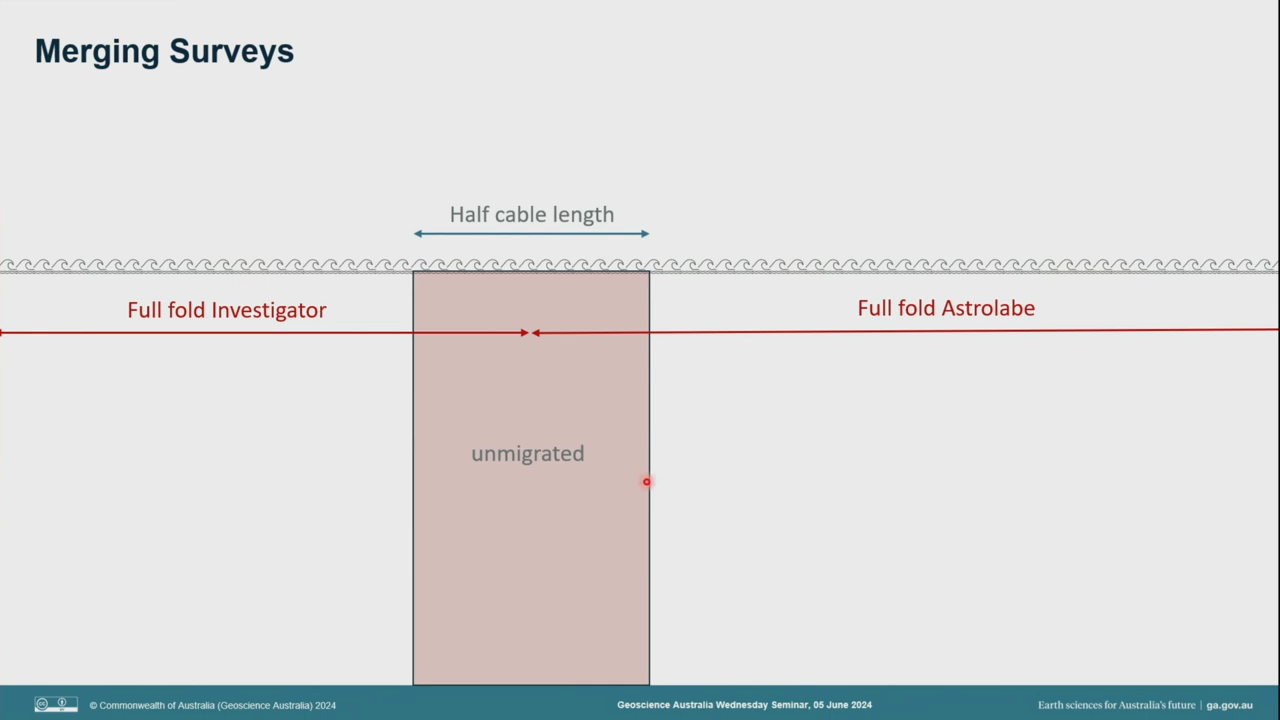 Merging Surveys
Half cable length
Full fold Investigator
Full fold Astrolabe
unmigrated
© Commonwealth of Australia (Geoscience Australia) 2024
Geoscience Australia Wednesday Seminar, 05 June 2024
Earth sciences for Australia's future | ga.gov.au